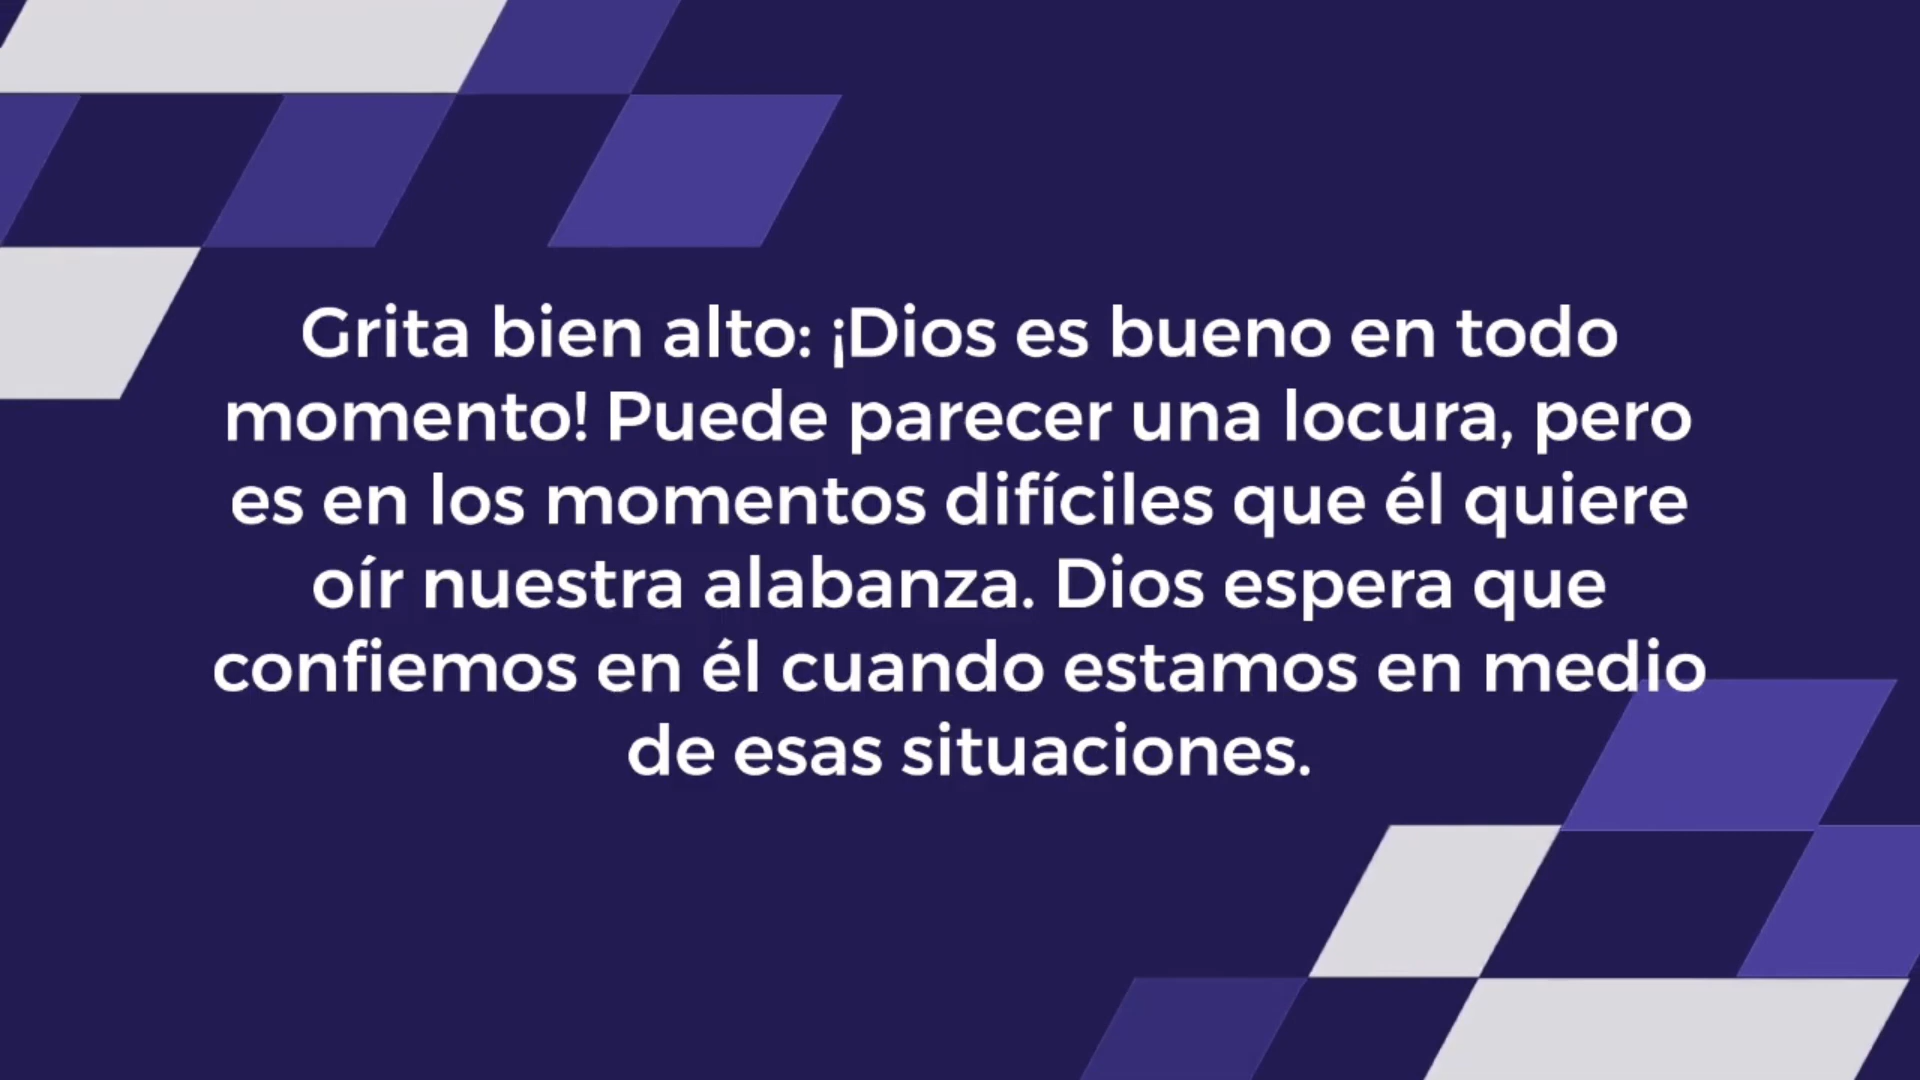 Grita bien alto: ¡Dios es bueno en todo
momento! Puede parecer una locura, pero
es en los momentos difíciles que él quiere
oír nuestra alabanza. Dios espera que
confiemos en él cuando estamos en medio
de esas situaciones.